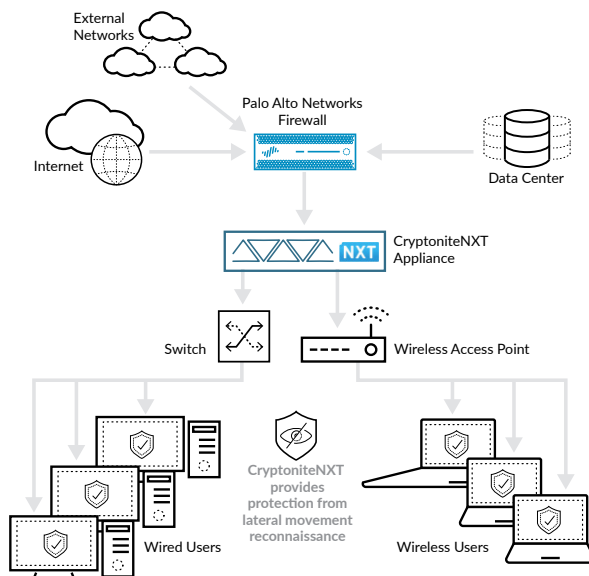 External
Networks
Palo Alto Networks
Firewall
Internet
Data Center
NXT
CryptoniteNXT
Appliance
Switch
Wireless Access Point
CryptoniteNXT
provides
protection from
lateral movement
reconnaissance
Wired Users
Wireless Users